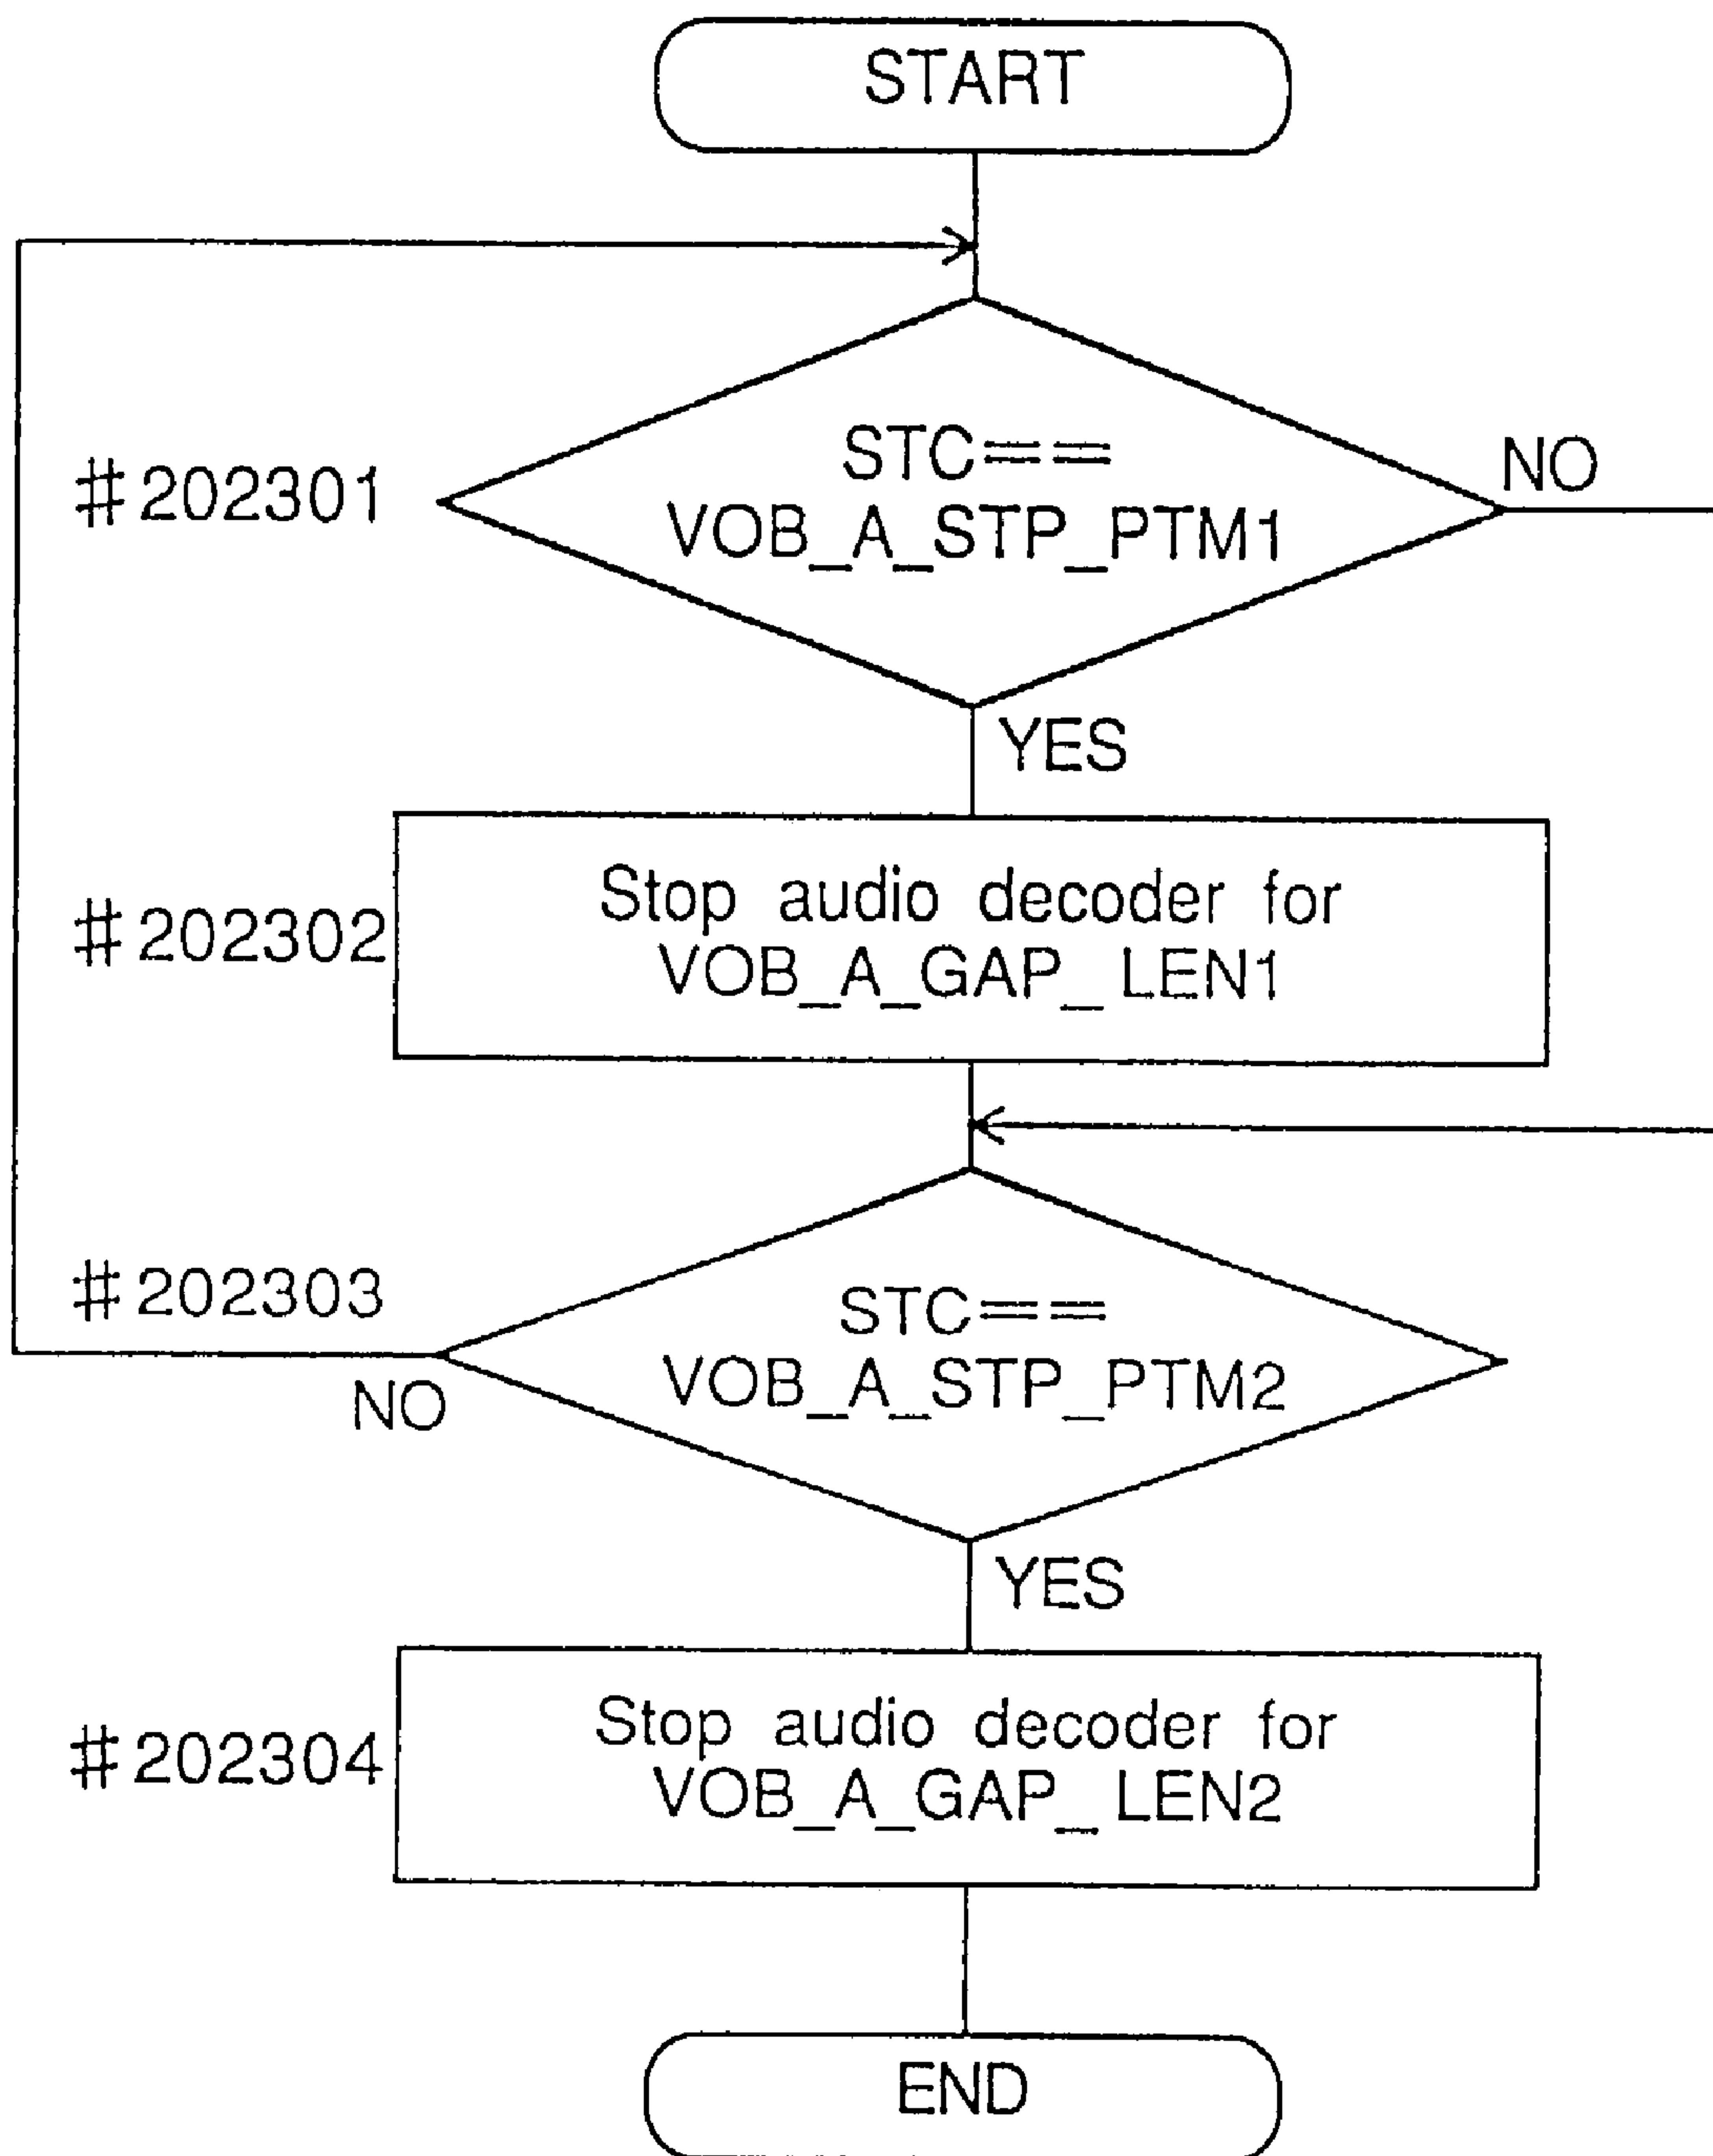 START
STC==
VOB_A_STP_PTM1
NO
#202301
YES
Stop audio decoder for
VOB_A_GAP_LEN1
#202302
STC==
VOB_A_STP_PTM2
#202303
NO
YES
Stop audio decoder for
VOB_A_GAP_LEN2
#202304
END